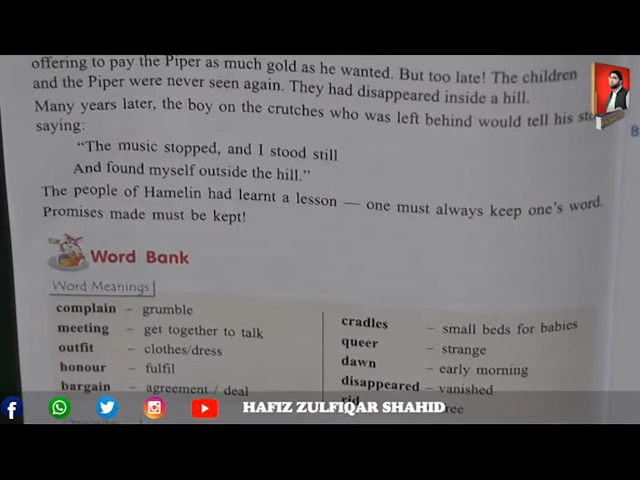 offering to pay the Piper as much gold as he wanted. But too late! The children
and the Piper were never seen again. They had disappeared inside a hill.
Many years later, the boy on the crutches who was left behind would tell his
saying:
“The music stopped, and I stood still
And found myself outside the hill.”
The people of Hamelin had learnt a lesson — one must always keep one’s word.
Promises made must be kept!
Word Bank
Word Meanings
complain – grumble
meeting – get together to talk
outfit – clothes/dress
honour – fulfil
bargain – agreement / deal
cradles – small beds for babies
queer – strange
dawn – early morning
disappeared – vanished
rid
8
HAFIZ ZULFIQAR SHAHID